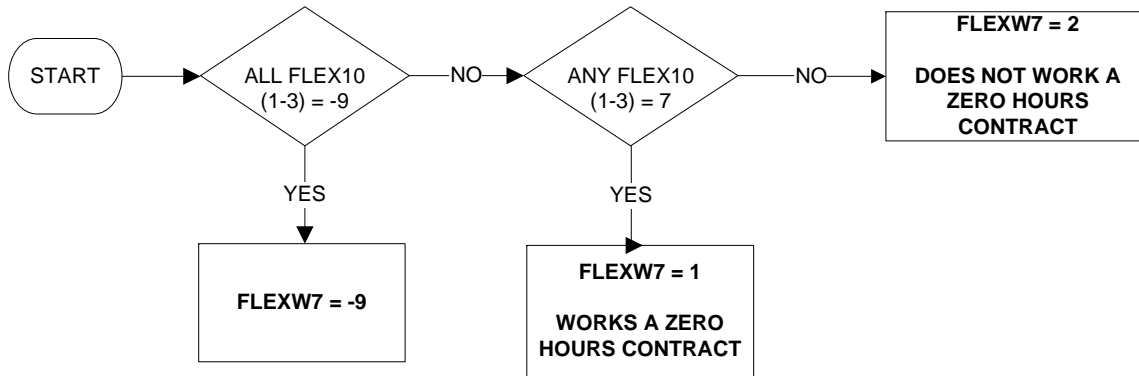 START
ALL FLEX10
(1-3) = -9
NO
ANY FLEX10
(1-3) = 7
NO
FLEXW7 = 2
DOES NOT WORK A
ZERO HOURS
CONTRACT
YES
YES
FLEXW7 = -9
FLEXW7 = 1
WORKS A ZERO
HOURS CONTRACT